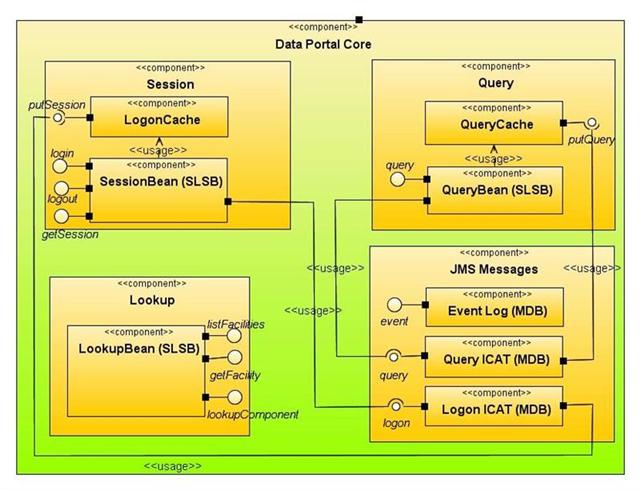 <<component>>
Data Portal Core
<<component>>
Session
<<component>>
LogonCache
putSession
<<usage>>
<<component>>
SessionBean (SLSB)
login
logout
getSession
<<component>>
Query
<<component>>
QueryCache
putQuery
<<usage>>
<<component>>
QueryBean (SLSB)
query
<<component>>
Lookup
<<component>>
LookupBean (SLSB)
listFacilities
getFacility
lookupComponent
<<component>>
JMS Messages
<<component>>
Event Log (MDB)
event
<<component>>
Query ICAT (MDB)
query
<<component>>
Logon ICAT (MDB)
logon
<<usage>>
<<usage>>
<<usage>>
<<usage>>